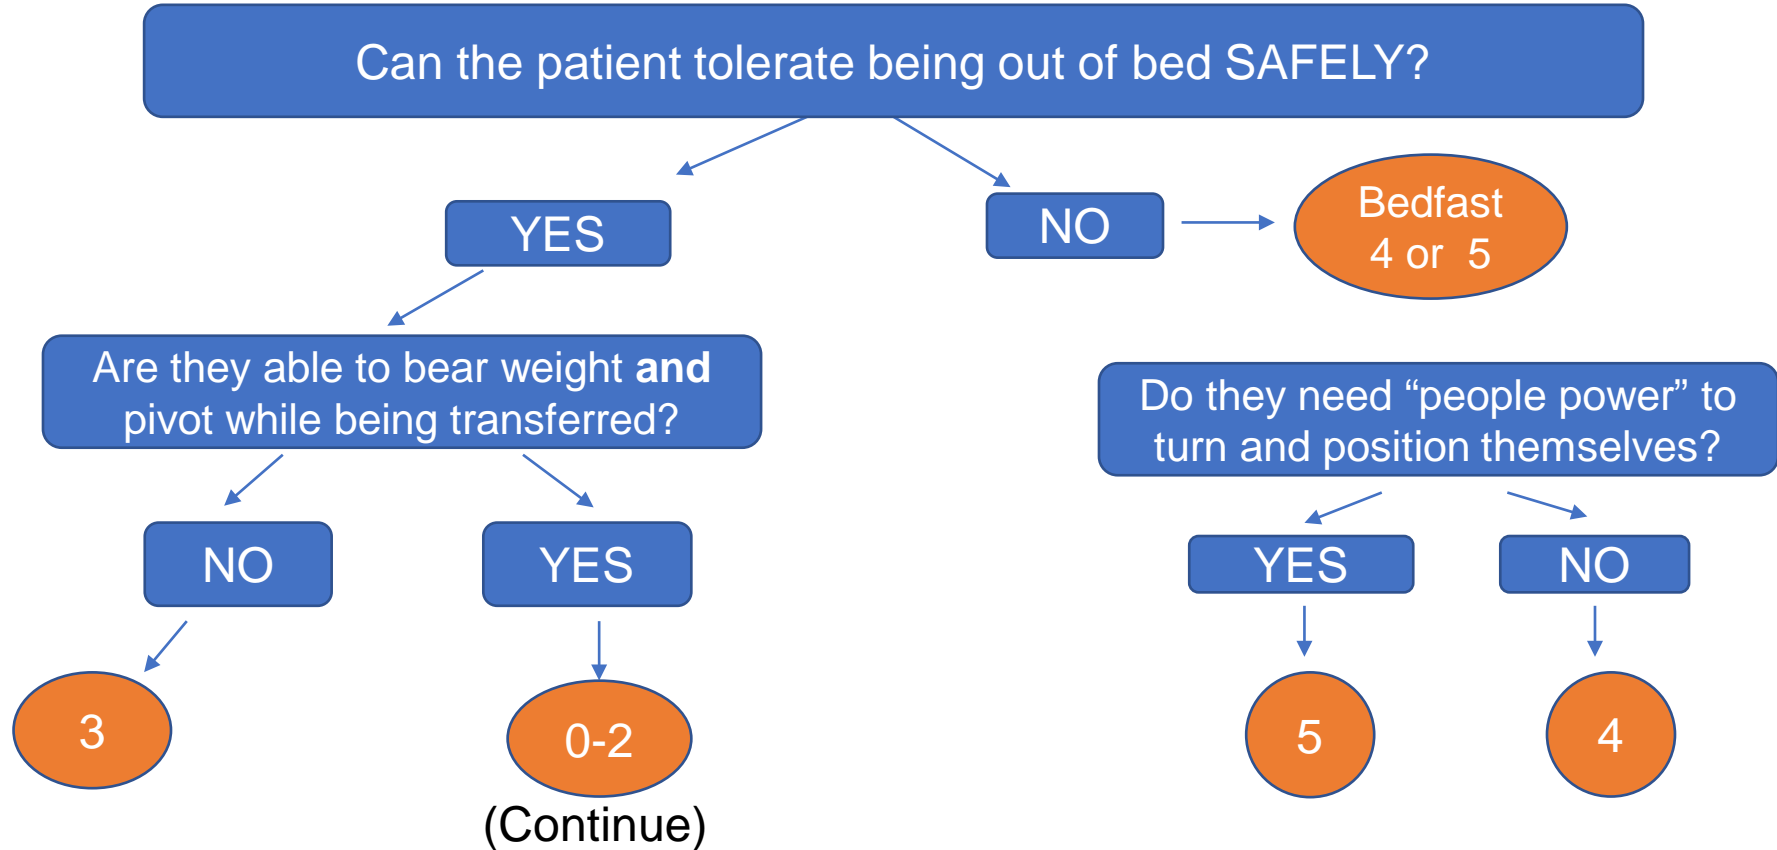 Can the patient tolerate being out of bed SAFELY?
YES
NO
Bedfast
4 or 5
Are they able to bear weight and
pivot while being transferred?
Do they need “people power” to
turn and position themselves?
NO
YES
YES
NO
3
0-2
5
4
(Continue)